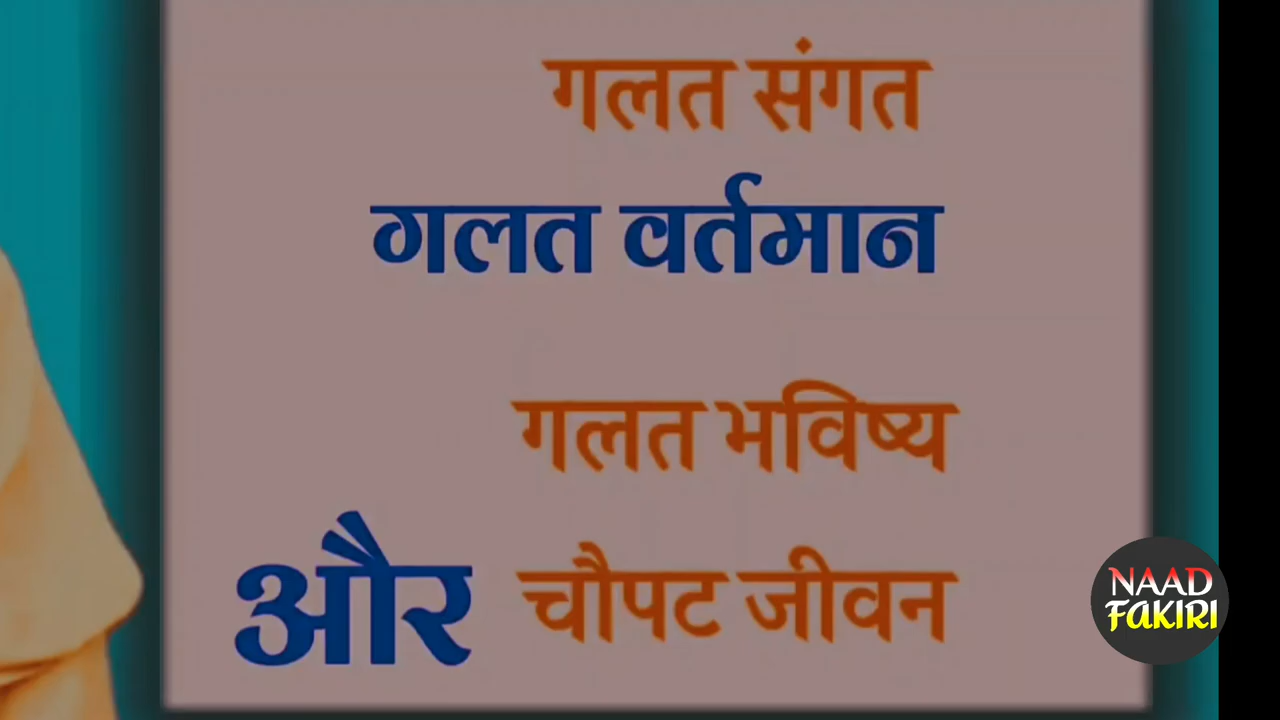 गलत संगत
गलत वर्तमान
गलत भविष्य
और चौपट जीवन
NAAD
FAKIRI